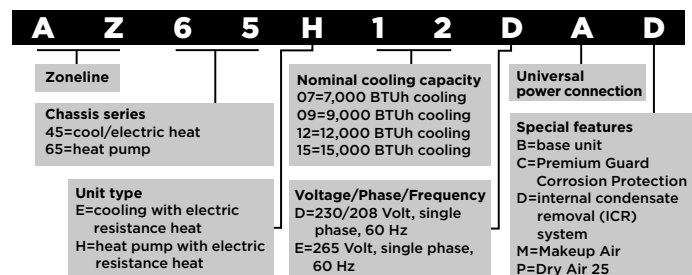 A Z 6 5 H 1 2 D A D
Zoneline
Chassis series
45=cool/electric heat
65=heat pump
Unit type
E=cooling with electric
resistance heat
H=heat pump with electric
resistance heat
Nominal cooling capacity
07=7,000 BTUh cooling
09=9,000 BTUh cooling
12=12,000 BTUh cooling
15=15,000 BTUh cooling
Voltage/Phase/Frequency
D=230/208 Volt, single
phase, 60 Hz
E=265 Volt, single phase,
60 Hz
Universal
power connection
Special features
B=base unit
C=Premium Guard
Corrosion Protection
D=internal condensate
removal (ICR)
system
M=Makeup Air
P=Dry Air 25